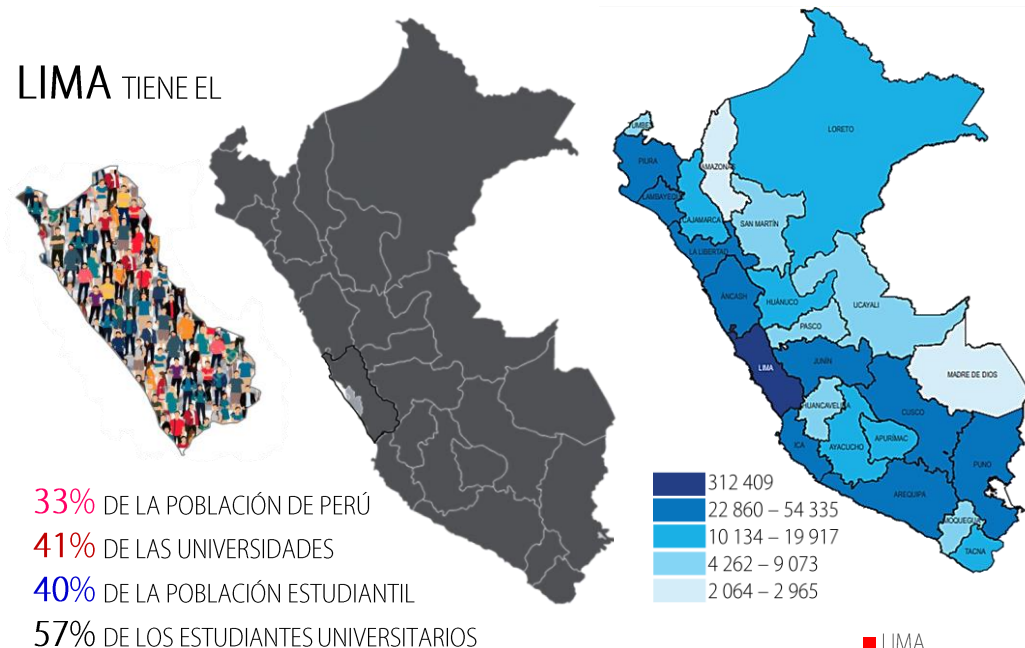 LIMA TIENE EL
33% DE LA POBLACIÓN DE PERÚ
41% DE LAS UNIVERSIDADES
40% DE LA POBLACIÓN ESTUDIANTIL
57% DE LOS ESTUDIANTES UNIVERSITARIOS
TUMBES
LORETO
PIURA
AMAZONAS
LAMBAYEQUE
CAJAMARCA
SAN MARTÍN
LA LIBERTAD
ÁNCASH
HUÁNUCO
UCAYALI
PASCO
LIMA
JUNÍN
MADRE DE DIOS
HUANCAVELICA
CUSCO
ICA
AYACUCHO
APURÍMAC
PUNO
AREQUIPA
MOQUEGUA
TACNA
312 409
22 860 – 54 335
10 134 – 19 917
4 262 – 9 073
2 064 – 2 965
LIMA